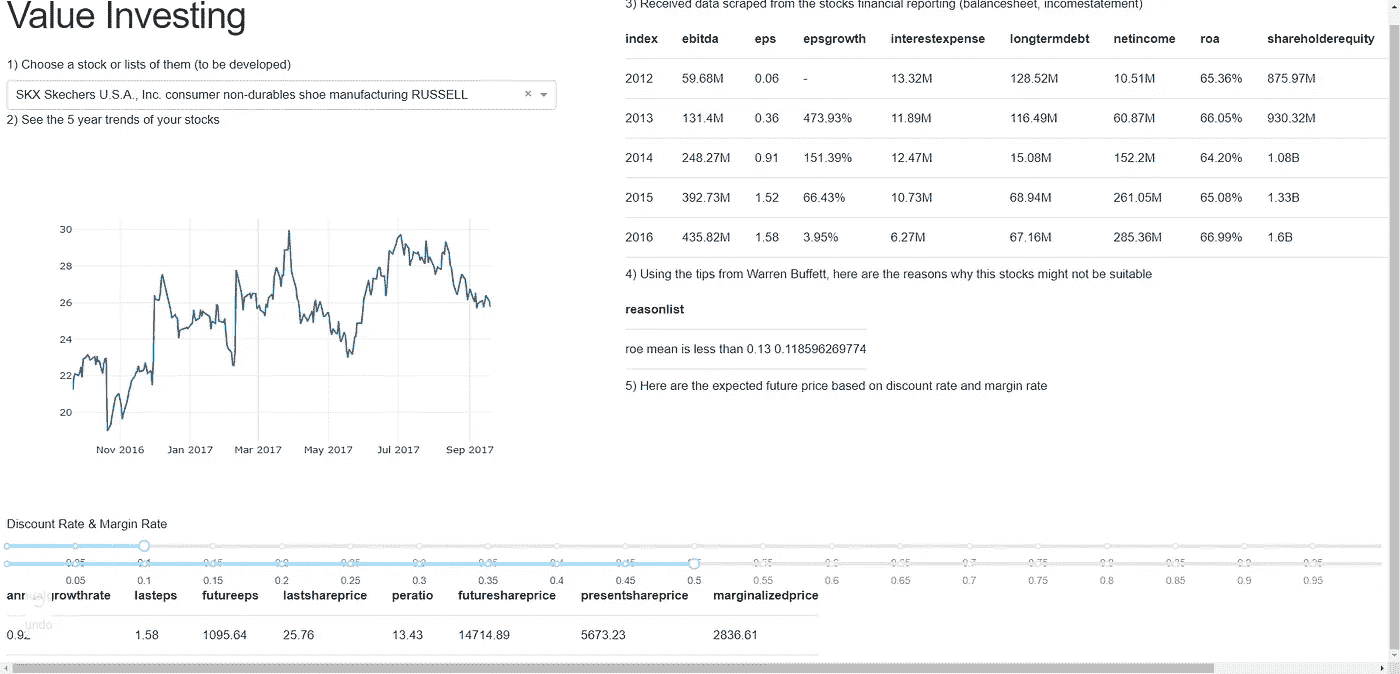 Value Investing
1) Choose a stock or lists of them (to be developed)
SKX Skechers U.S.A., Inc. consumer non-durables shoe manufacturing RUSSELL × 
2) See the 5 year trends of your stocks
30
28
26
24
22
20
Nov 2016 Jan 2017 Mar 2017 May 2017 Jul 2017 Sep 2017
3) Received data scraped from the stocks financial reporting (balancesheet, incomestatement)
index ebitda eps epsgrowth interestexpense longtermdebt netincome roa shareholderequity
2012 59.68M 0.06 - 13.32M 128.52M 10.51M 65.36% 875.97M
2013 131.4M 0.36 473.93% 11.89M 116.49M 60.87M 66.05% 930.32M
2014 248.27M 0.91 151.39% 12.47M 15.08M 152.2M 64.20% 1.08B
2015 392.73M 1.52 66.43% 10.73M 68.94M 261.05M 65.08% 1.33B
2016 435.82M 1.58 3.95% 6.27M 67.16M 285.36M 66.99% 1.6B
4) Using the tips from Warren Buffett, here are the reasons why this stocks might not be suitable
reasonlist
roe mean is less than 0.13 0.118596269774
5) Here are the expected future price based on discount rate and margin rate
Discount Rate & Margin Rate
0.05 0.1 0.15 0.2 0.25 0.3 0.35 0.4 0.45 0.5 0.55 0.6 0.65 0.7 0.75 0.8 0.85 0.9 0.95
0.05 0.1 0.15 0.2 0.25 0.3 0.35 0.4 0.45 0.5 0.55 0.6 0.65 0.7 0.75 0.8 0.85 0.9 0.95
growthrate lasteps futureeps lastshareprice peratio futureshareprice presentshareprice marginalizedprice
undo
1.58 1095.64 25.76 13.43 14714.89 5673.23 2836.61